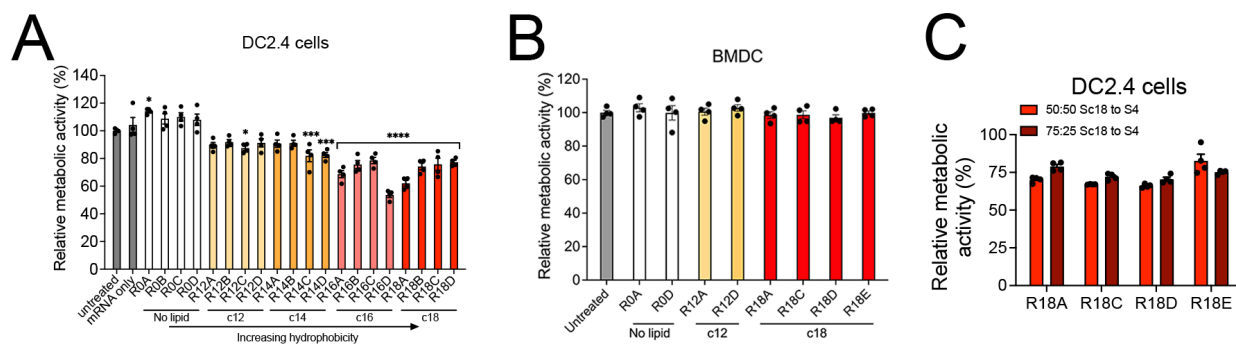 A
DC2.4 cells
Relative metabolic activity (%)
140
120
100
80
60
40
20
0
*
*
***
***
****
untreated
mRNA only
R0A
R0B
R0C
R0D
R12A
R12B
R12C
R12D
R14A
R14B
R14C
R14D
R16A
R16B
R16C
R16D
R18A
R18B
R18C
R18D
No lipid
c12
c14
c16
c18
Increasing hydrophobicity
B
BMDC
Relative metabolic activity (%)
120
100
80
60
40
20
0
Untreated
R0A
R0D
R12A
R12D
R18A
R18C
R18D
R18E
No lipid
c12
c18
C
DC2.4 cells
50:50 Sc18 to S4
75:25 Sc18 to S4
Relative metabolic
activity (%)
100
75
50
25
0
R18A
R18C
R18D
R18E